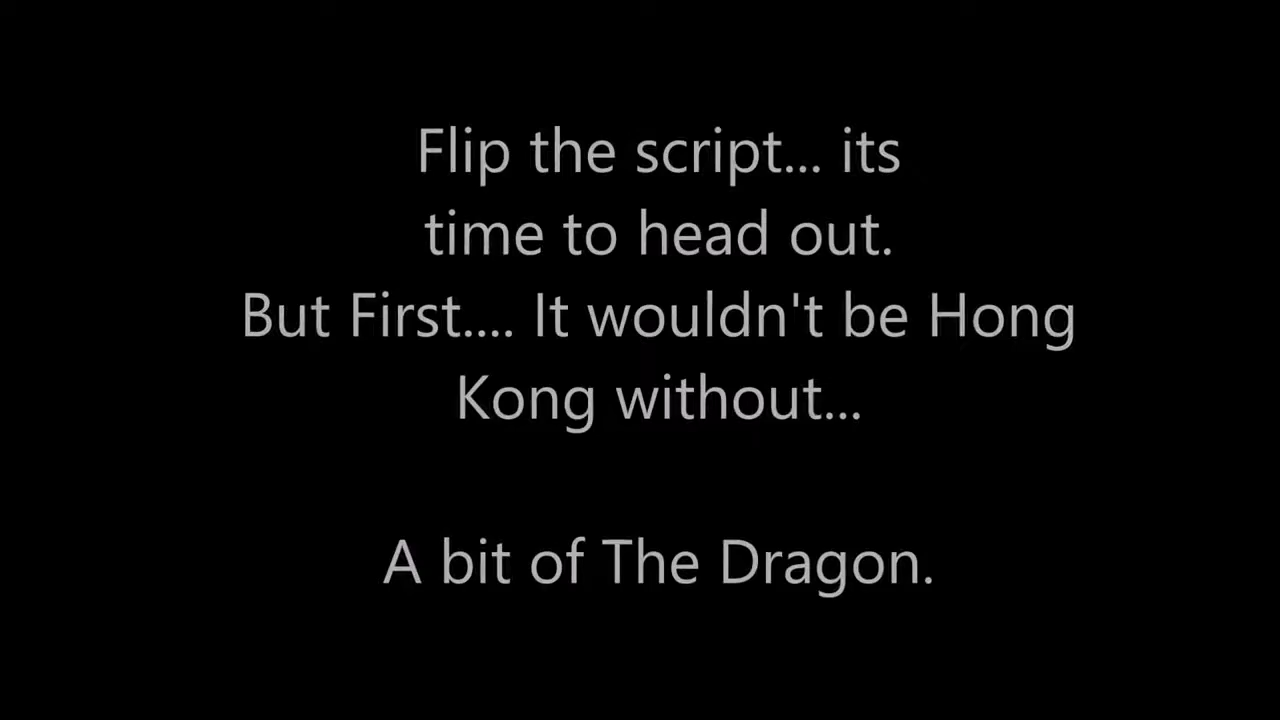 Flip the script... its
time to head out.
But First.... It wouldn't be Hong
Kong without...
A bit of The Dragon.